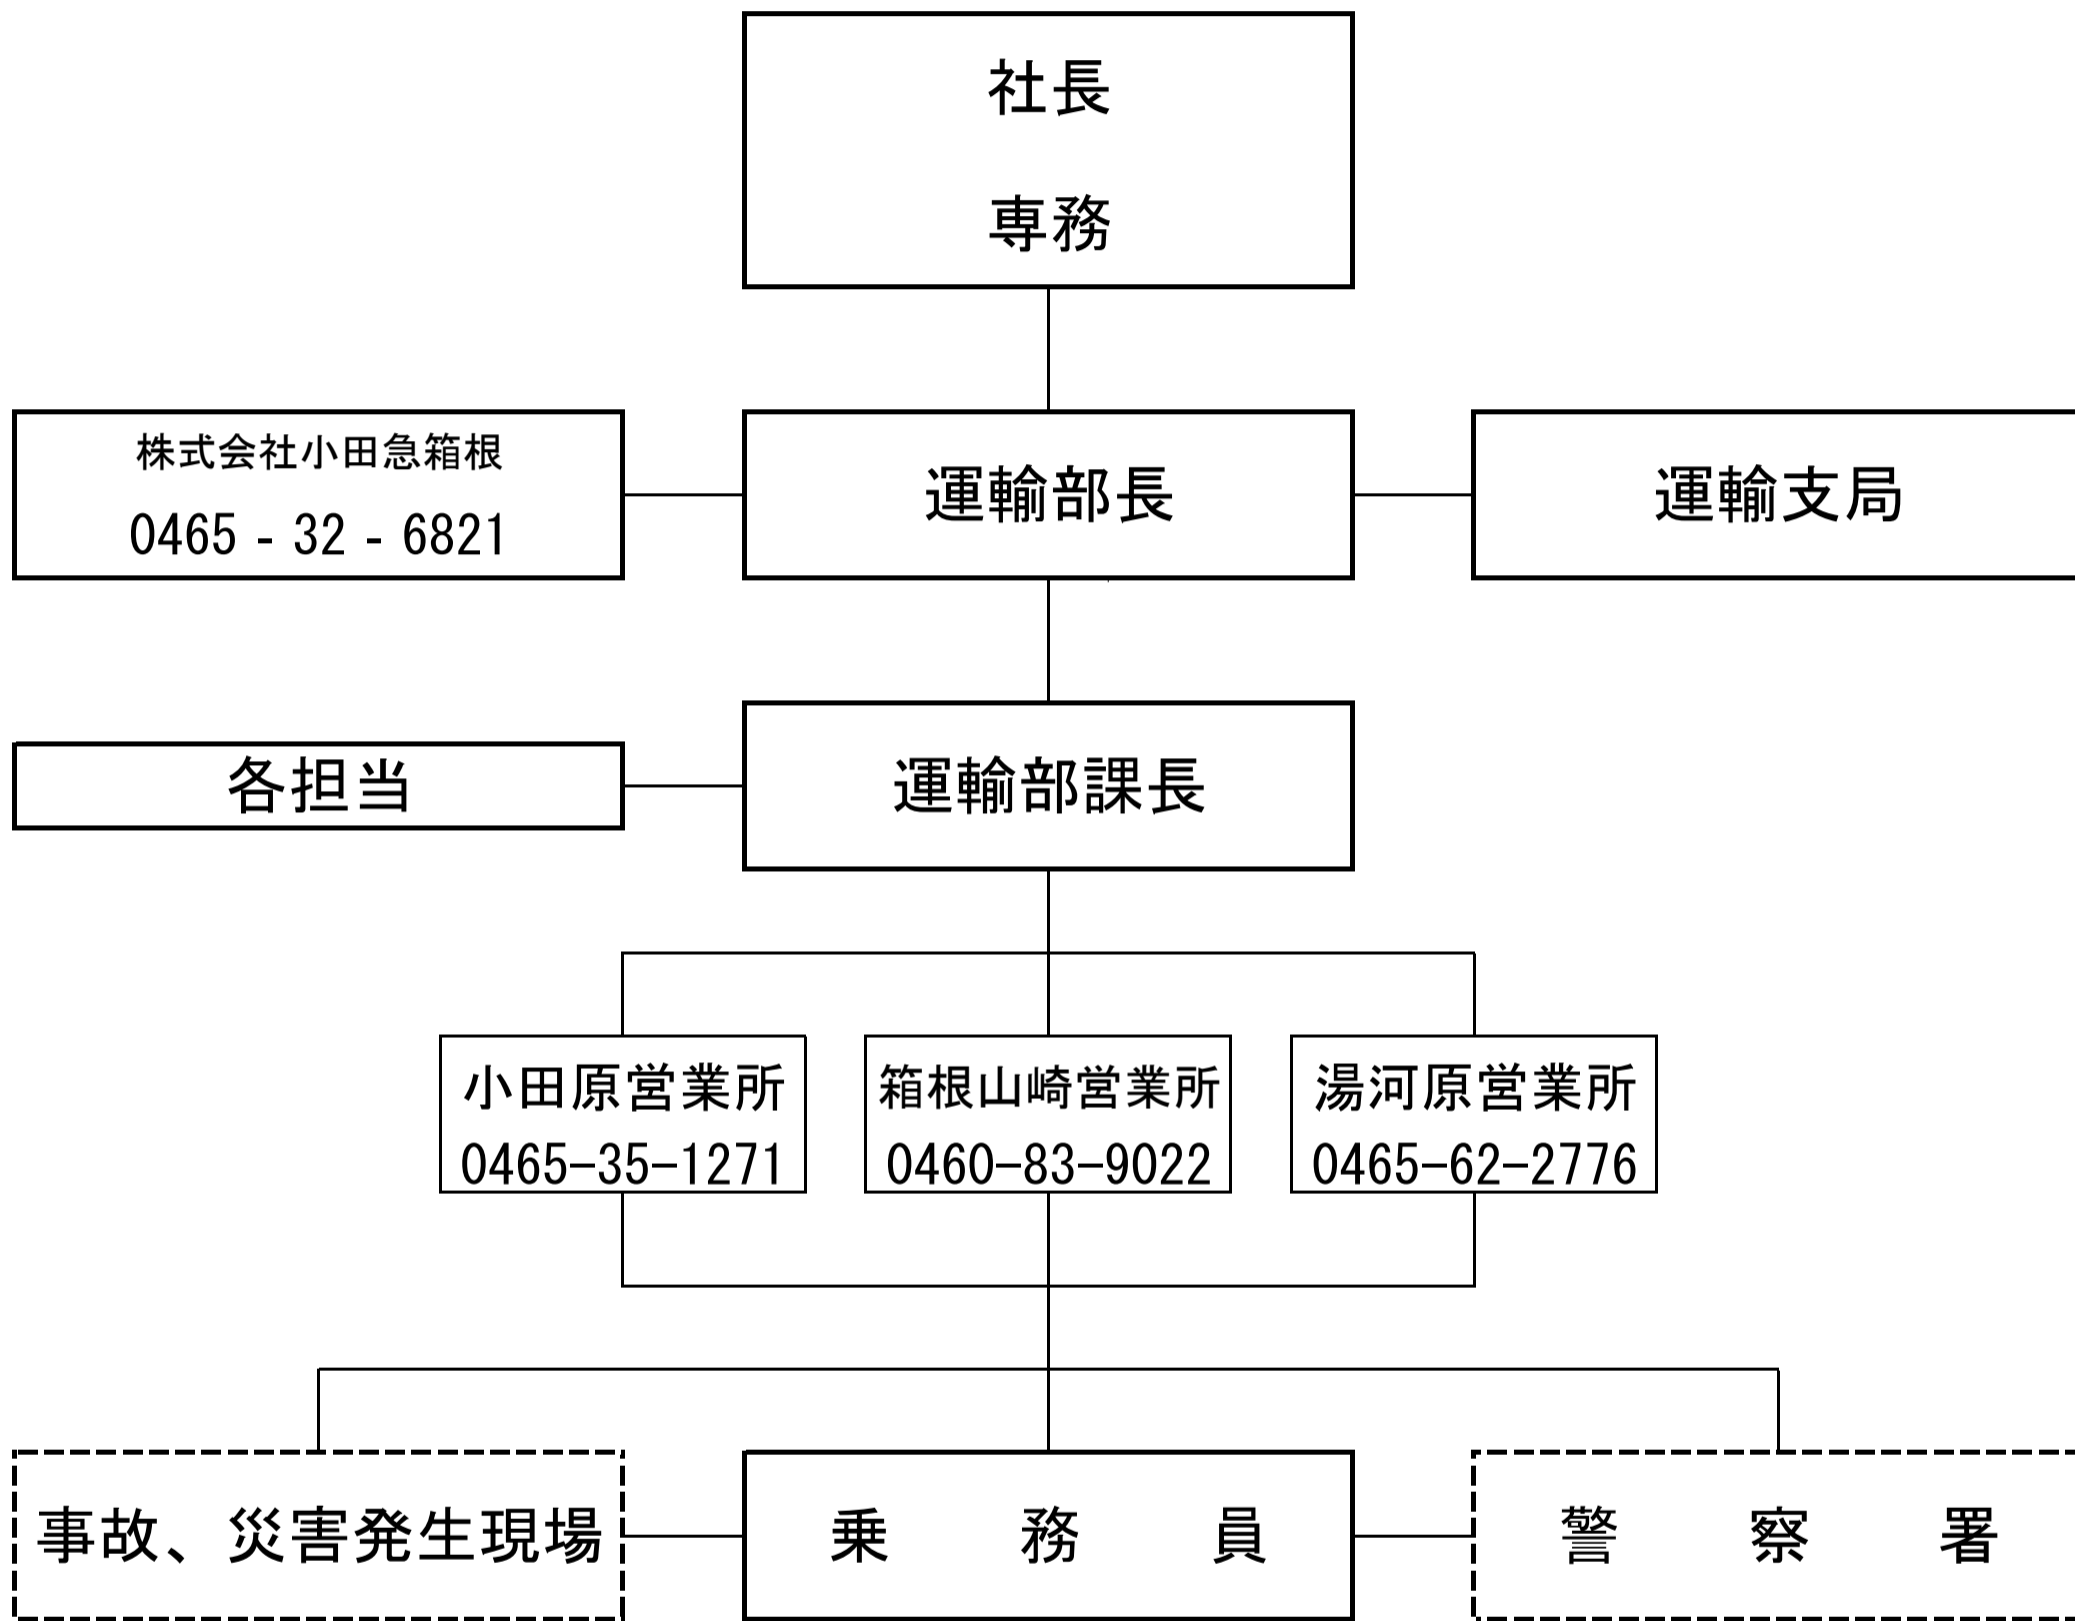 社長
専務
株式会社小田急箱根
0465 - 32 - 6821
運輸部長
運輸支局
各担当
運輸部課長
小田原営業所
0465−35−1271
箱根山崎営業所
0460−83−9022
湯河原営業所
0465−62−2776
事故、災害発生現場
乗　務　員
警　察　署